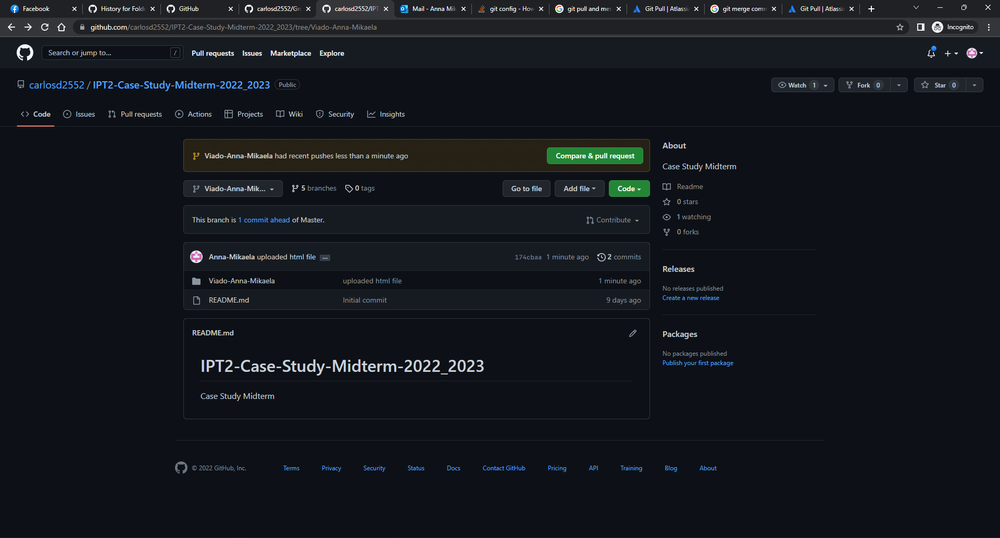 Facebook
History for Fold
GitHub
carlosd2552/Gro
carlosd2552/IPT
Mail - Anna Mik
git config - How
git pull and mer
Git Pull | Atlassia
git merge comm
Git Pull | Atlassia
github.com/carlosd2552/IPT2-Case-Study-Midterm-2022_2023/tree/Viado-Anna-Mikaela
Incognito
Search or jump to...
/
Pull requests
Issues
Marketplace
Explore
carlosd2552 / IPT2-Case-Study-Midterm-2022_2023
Public
Watch 1
Fork 0
Star 0
Code
Issues
Pull requests
Actions
Projects
Wiki
Security
Insights
Viado-Anna-Mikaela had recent pushes less than a minute ago
Compare & pull request
Viado-Anna-Mik...
5 branches
0 tags
Go to file
Add file
Code
This branch is 1 commit ahead of Master.
Contribute
Anna-Mikaela uploaded html file ...
174cbaa 1 minute ago
2 commits
Viado-Anna-Mikaela
uploaded html file
1 minute ago
README.md
Initial commit
9 days ago
README.md
IPT2-Case-Study-Midterm-2022_2023
Case Study Midterm
About
Case Study Midterm
Readme
0 stars
1 watching
0 forks
Releases
No releases published
Create a new release
Packages
No packages published
Publish your first package
© 2022 GitHub, Inc.
Terms
Privacy
Security
Status
Docs
Contact GitHub
Pricing
API
Training
Blog
About